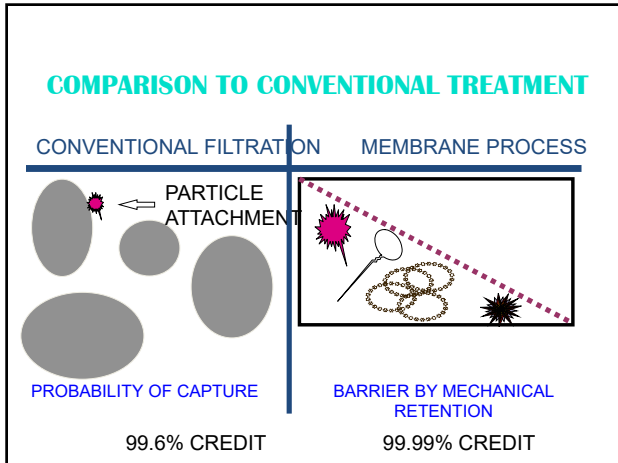 COMPARISON TO CONVENTIONAL TREATMENT
CONVENTIONAL FILTRATION
PARTICLE
ATTACHMENT
PROBABILITY OF CAPTURE
99.6% CREDIT
MEMBRANE PROCESS
BARRIER BY MECHANICAL
RETENTION
99.99% CREDIT